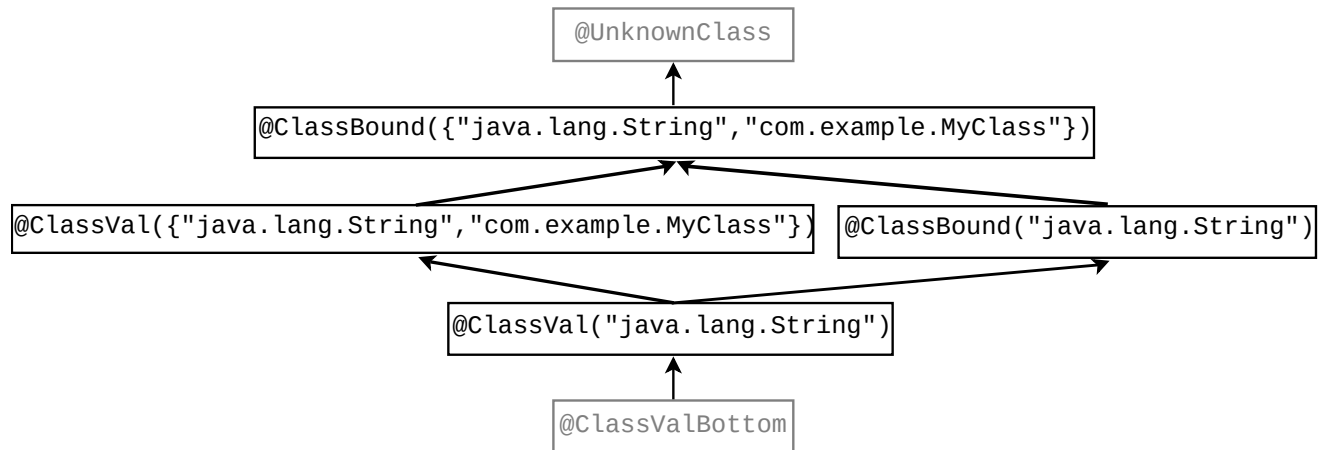 @UnknownClass
@ClassBound({"java.lang.String","com.example.MyClass"})
@ClassVal({"java.lang.String","com.example.MyClass"})
@ClassBound("java.lang.String")
@ClassVal("java.lang.String")
@ClassValBottom